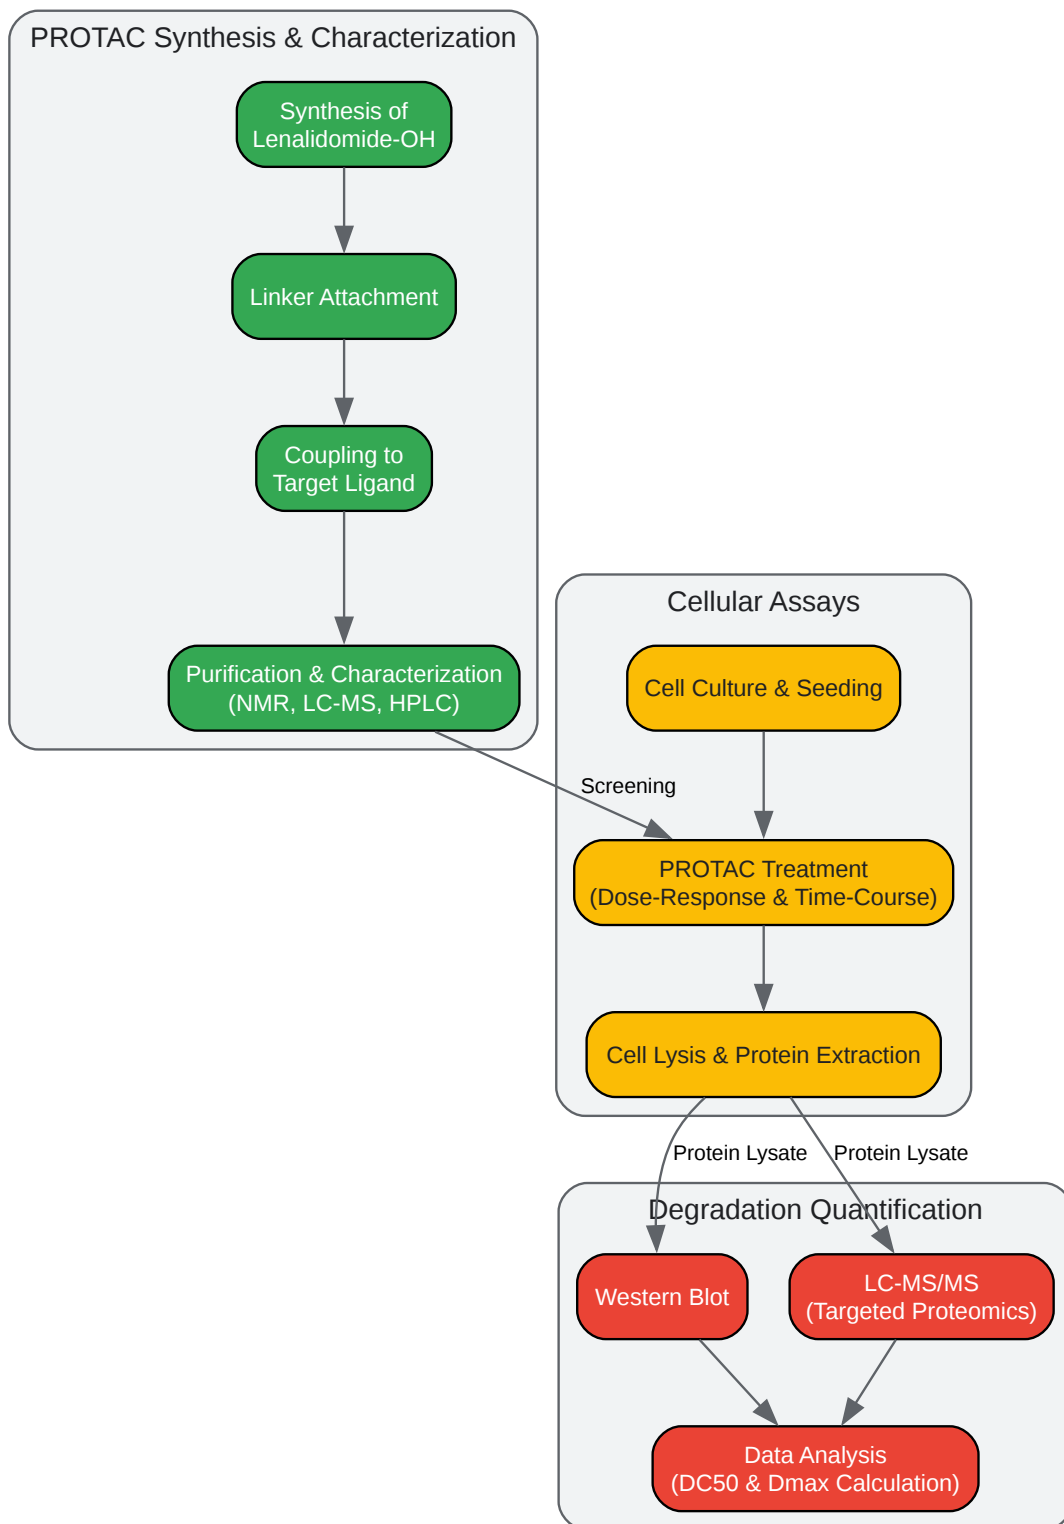 PROTAC Synthesis & Characterization
Synthesis of
Lenalidomide-OH
Linker Attachment
Coupling to
Target Ligand
Purification & Characterization
(NMR, LC-MS, HPLC)
Screening
Cellular Assays
Cell Culture & Seeding
PROTAC Treatment
(Dose-Response & Time-Course)
Cell Lysis & Protein Extraction
Protein Lysate
Protein Lysate
Degradation Quantification
Western Blot
LC-MS/MS
(Targeted Proteomics)
Data Analysis
(DC50 & Dmax Calculation)